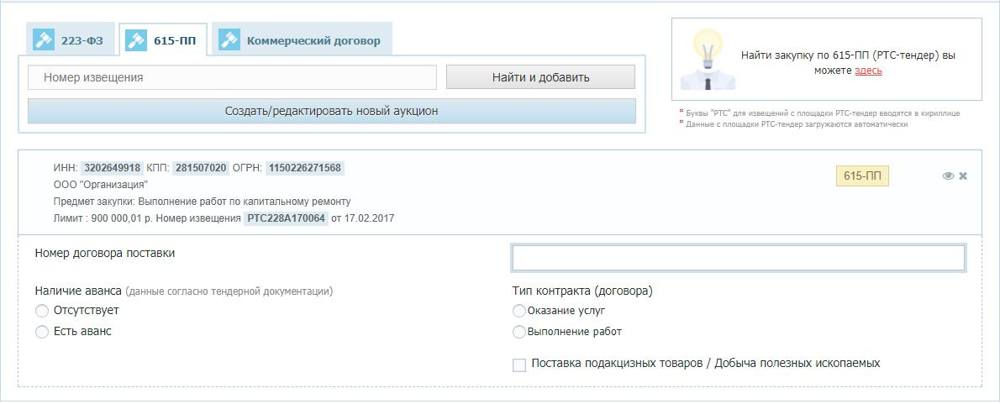 223-ФЗ
615-ПП
Коммерческий договор
Номер извещения
Найти и добавить
Создать/редактировать новый аукцион
Найти закупку по 615-ПП (РТС-тендер) вы
можете здесь
* Буквы "РТС" для извещений с площадки РТС-тендер вводятся в кириллице
* Данные с площадки РТС-тендер загружаются автоматически
ИНН: 3202649918 КПП: 281507020 ОГРН: 1150226271568
ООО "Организация"
Предмет закупки: Выполнение работ по капитальному ремонту
Лимит : 900 000,01 р. Номер извещения РТС228А170064 от 17.02.2017
615-ПП
Номер договора поставки
Наличие аванса (данные согласно тендерной документации)
Отсутствует
Есть аванс
Тип контракта (договора)
Оказание услуг
Выполнение работ
Поставка подакцизных товаров / Добыча полезных ископаемых